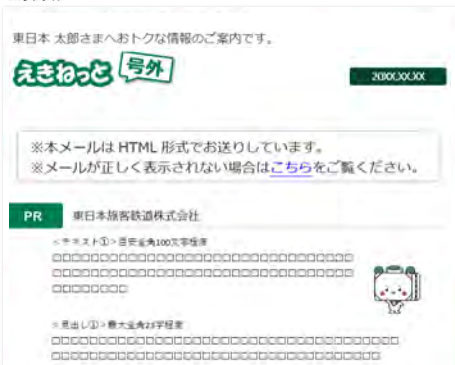 東日本 太郎さまへおトクな情報のご案内です。
えきねっと 号外
20XX.XX.XX
※本メールは HTML 形式でお送りしています。
※メールが正しく表示されない場合はこちらをご覧ください。
PR 東日本旅客鉄道株式会社
<テキスト①>目安全角100文字程度
□□□□□□□□□□□□□□□□□□□□□□□□□□□□□□□□
□□□□□□□□□□□□□□□□□□□□□□□□□□□□□□□□
□□□□□□□□
<見出し①>最大全角25字程度
□□□□□□□□□□□□□□□□□□□□□□□□□□□□□□□□□□□□□
□□□□□□□□□□□□□□□□□□□□□□□□□□□□□□□□□□□